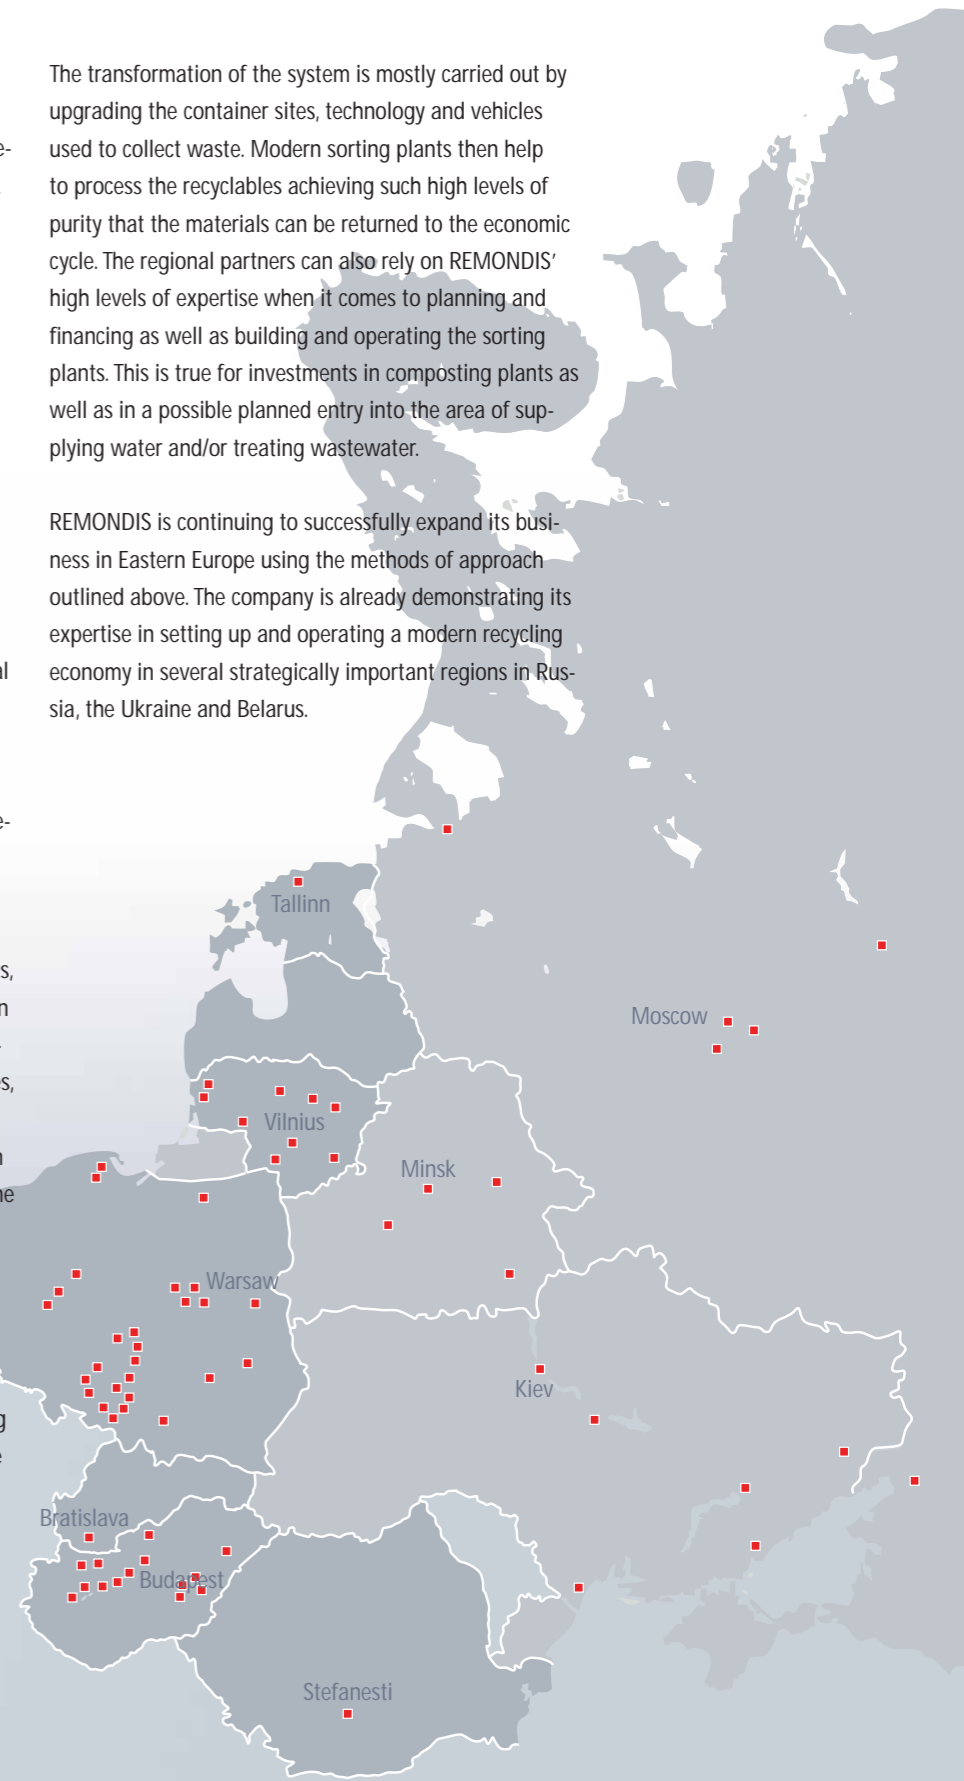 The transformation of the system is mostly carried out by
upgrading the container sites, technology and vehicles
used to collect waste. Modern sorting plants then help
to process the recyclables achieving such high levels of
purity that the materials can be returned to the economic
cycle. The regional partners can also rely on REMONDIS’
high levels of expertise when it comes to planning and
financing as well as building and operating the sorting
plants. This is true for investments in composting plants as
well as in a possible planned entry into the area of sup-
plying water and/or treating wastewater.
REMONDIS is continuing to successfully expand its busi-
ness in Eastern Europe using the methods of approach
outlined above. The company is already demonstrating its
expertise in setting up and operating a modern recycling
economy in several strategically important regions in Rus-
sia, the Ukraine and Belarus.
Tallinn
Moscow
Vilnius
Minsk
Warsaw
Kiev
Bratislava
Budapest
Stefanesti